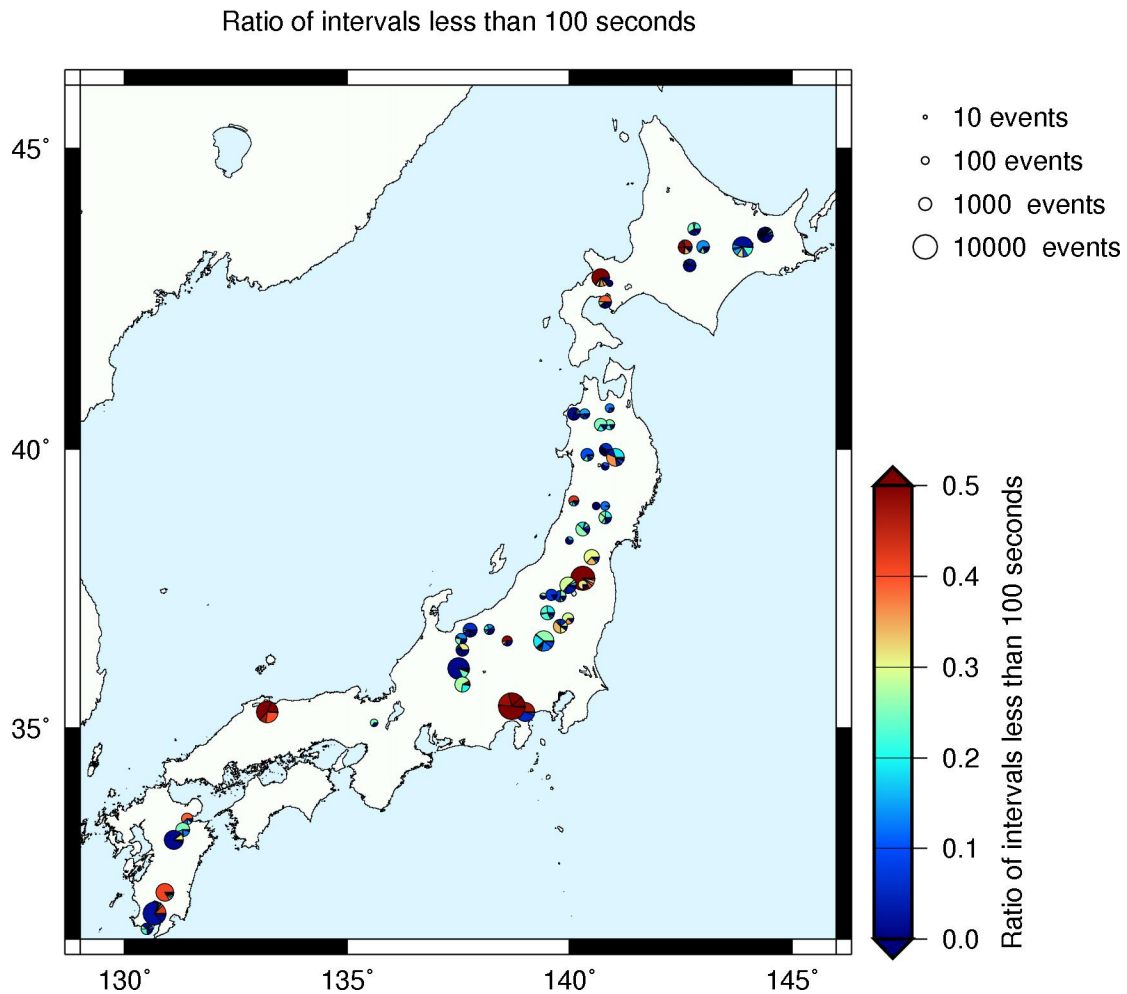 Ratio of intervals less than 100 seconds
10 events
100 events
1000 events
10000 events
45°
40°
35°
130°
135°
140°
145°
0.5
0.4
0.3
0.2
0.1
0.0
Ratio of intervals less than 100 seconds